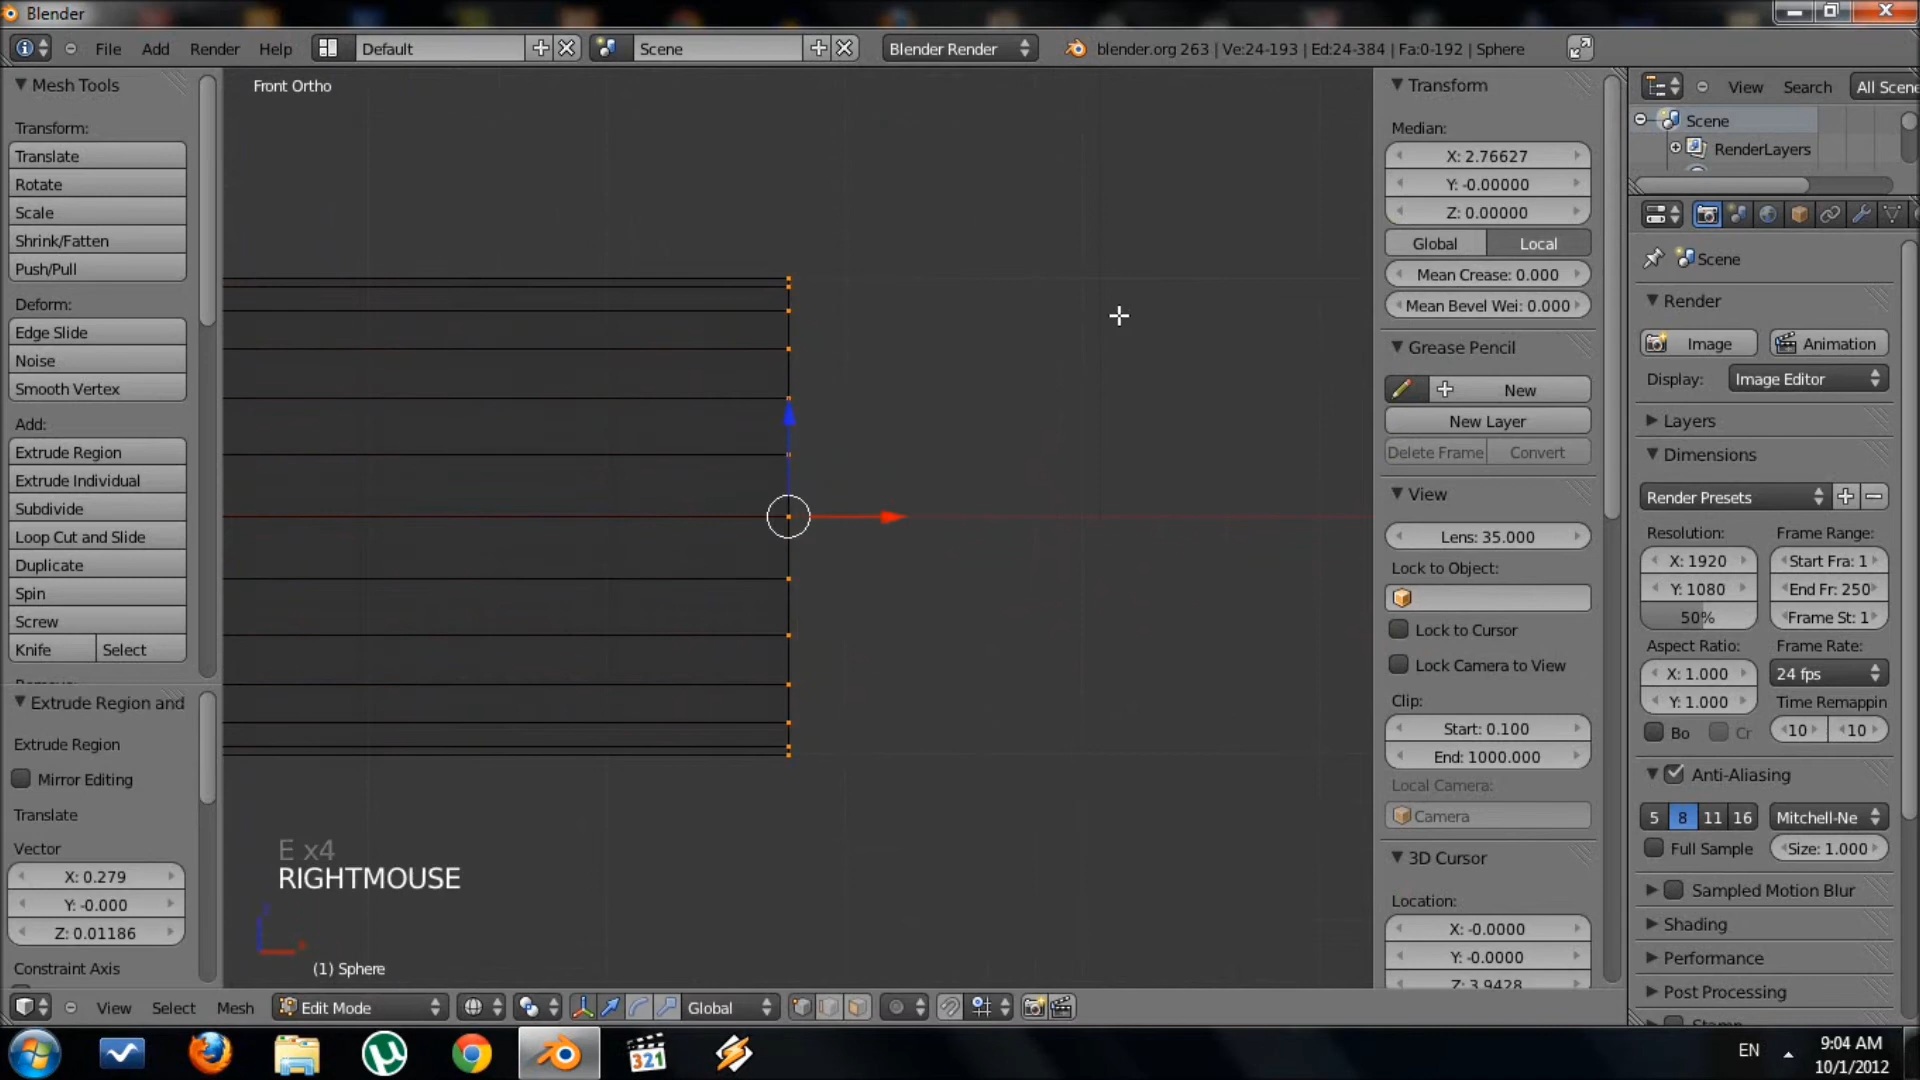 Blender
File Add Render Help Default Scene Blender Render blender.org 263 | Ve:24-193 | Ed:24-384 | Fa:0-192 | Sphere
Mesh Tools
Transform:
Translate
Rotate
Scale
Shrink/Fatten
Push/Pull
Deform:
Edge Slide
Noise
Smooth Vertex
Add:
Extrude Region
Extrude Individual
Subdivide
Loop Cut and Slide
Duplicate
Spin
Screw
Knife Select
Extrude Region and
Extrude Region
Mirror Editing
Translate
Vector
X: 0.279
Y: -0.000
Z: 0.01186
Constraint Axis
Front Ortho
E x4
RIGHTMOUSE
(1) Sphere
View Select Mesh Edit Mode Global
Transform
Median:
X: 2.76627
Y: -0.00000
Z: 0.00000
Global Local
Mean Crease: 0.000
Mean Bevel Wei: 0.000
Grease Pencil
New
New Layer
Delete Frame Convert
View
Lens: 35.000
Lock to Object:
Lock to Cursor
Lock Camera to View
Clip:
Start: 0.100
End: 1000.000
Local Camera:
Camera
3D Cursor
Location:
X: -0.0000
Y: -0.0000
Z: 3.9428
View Search All Scene
Scene
RenderLayers
Scene
Render
Image Animation
Display: Image Editor
Layers
Dimensions
Render Presets
Resolution: Frame Range:
X: 1920 Start Fra: 1
Y: 1080 End Fr: 250
50% Frame St: 1
Aspect Ratio: Frame Rate:
X: 1.000 24 fps
Y: 1.000 Time Remappin
Bo Cr 10 10
Anti-Aliasing
5 8 11 16 Mitchell-Ne
Full Sample Size: 1.000
Sampled Motion Blur
Shading
Performance
Post Processing
321
EN 9:04 AM
10/1/2012